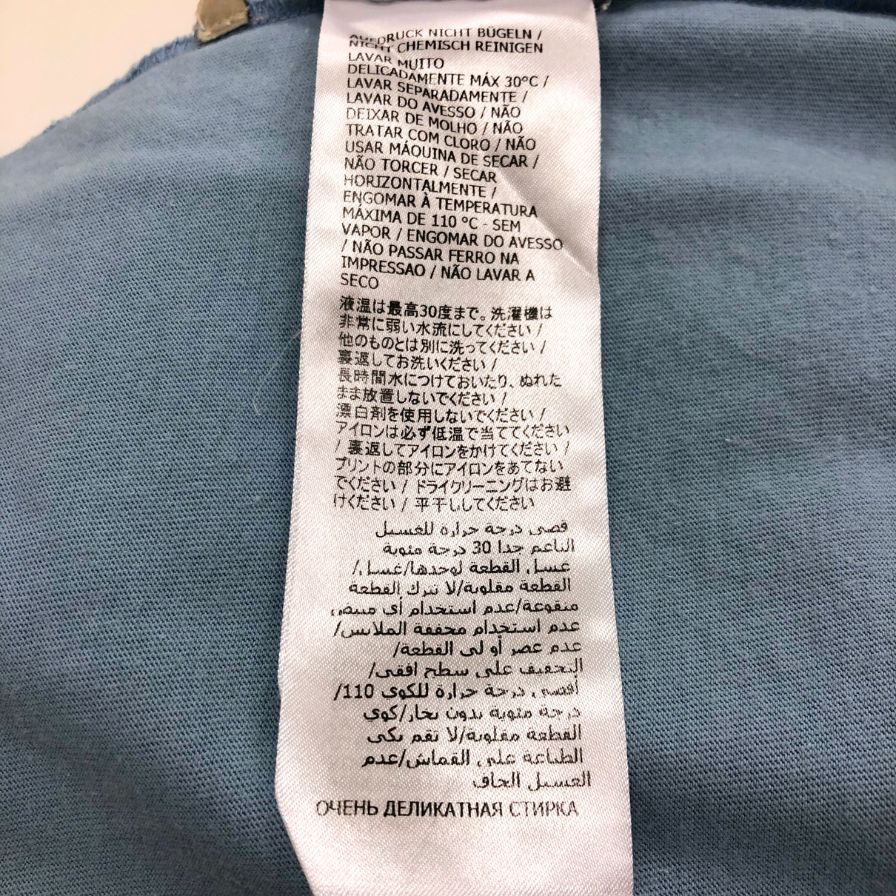 AUFDRUCK NICHT BÜGELN /
NICHT CHEMISCH REINIGEN
LAVAR MUITO
DELICADAMENTE MÁX 30°C /
LAVAR SEPARADAMENTE /
LAVAR DO AVESSO / NÃO
DEIXAR DE MOLHO / NÃO
TRATAR COM CLORO / NÃO
USAR MÁQUINA DE SECAR /
NÃO TORCER / SECAR
HORIZONTALMENTE /
ENGOMAR À TEMPERATURA
MÁXIMA DE 110 °C - SEM
VAPOR / ENGOMAR DO AVESSO
/ NÃO PASSAR FERRO NA
IMPRESSAO / NÃO LAVAR A
SECO
液温は最高30度まで。洗濯機は
非常に弱い水流にしてください /
他のものとは別に洗ってください /
裏返してお洗いください /
長時間水につけておいたり、ぬれた
まま放置しないでください /
漂白剤を使用しないでください /
アイロンは必ず低温で当ててください
/ 裏返してアイロンをかけてください /
プリントの部分にアイロンをあてない
でください / ドライクリーニングはお避
けください / 平干ししてください
قصى درجة حرارة للغسيل
الناعم جدا 30 درجة مئوية
غسل القطعة لوحدها/غسل/
القطعة مقلوبة/لا تترك القطعة
منقوعة/عدم استخدام أي مبيض
عدم استخدام مجففة الملابس/
عدم عصر أو لي القطعة/
التجفيف على سطح افقي/
أقصى درجة حرارة للكوي 110/
درجة مئوية بدون بخار/كوي
القطعة مقلوبة/لا تقم بكى
الطباعة على القماش/عدم
الغسيل الجاف
ОЧЕНЬ ДЕЛИКАТНАЯ СТИРКА